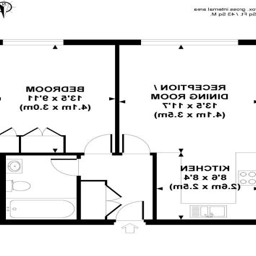 prox. gross internal area
Sq Ft / 43 Sq M.
BEDROOM
13'5 x 9'11
(4.1m x 3.0m)
RECEPTION /
DINING ROOM
13'5 x 11'7
(4.1m x 3.5m)
KITCHEN
8'6 x 8'4
(2.6m x 2.5m)